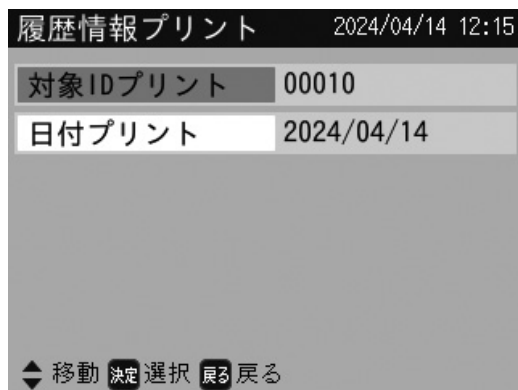 履歴情報プリント 2024/04/14 12:15
対象IDプリント 00010
日付プリント 2024/04/14
移動 決定 選択 戻る 戻る